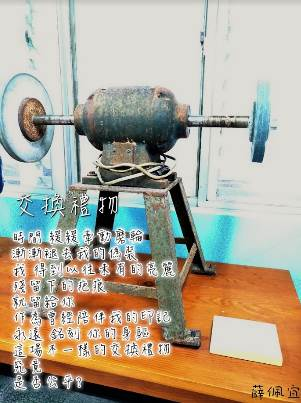 交換禮物
時間 緩緩牽動磨輪
漸漸褪去我的偽裝
我 得到以往未有的亮麗
殘留下的疤痕
就留給你
作為曾經陪伴我的印記
永遠 銘刻 你的身軀
這場不一樣的交換禮物
究竟
是否公平?
薛佩宜